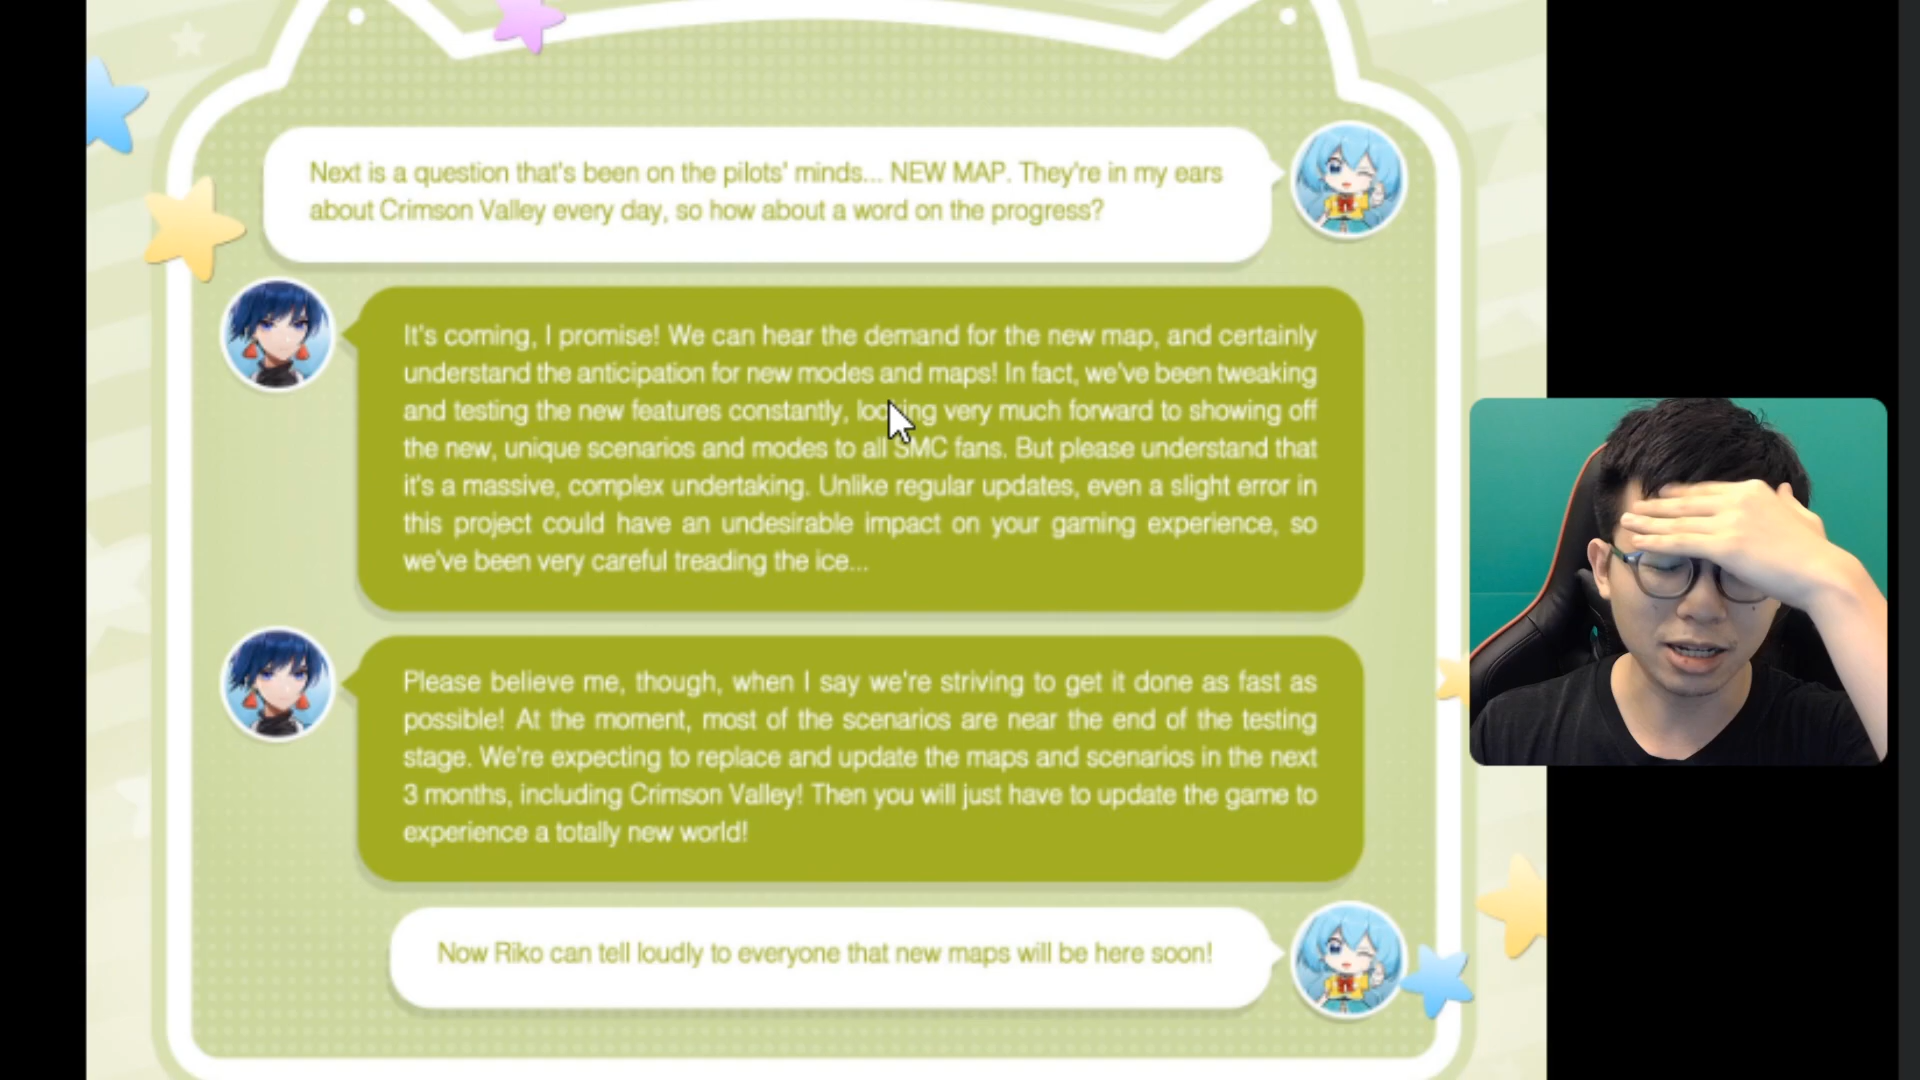 Next is a question that's been on the pilots' minds... NEW MAP. They're in my ears
about Crimson Valley every day, so how about a word on the progress?
It's coming, I promise! We can hear the demand for the new map, and certainly
understand the anticipation for new modes and maps! In fact, we've been tweaking
and testing the new features constantly, looking very much forward to showing off
the new, unique scenarios and modes to all SMC fans. But please understand that
it's a massive, complex undertaking. Unlike regular updates, even a slight error in
this project could have an undesirable impact on your gaming experience, so
we've been very careful treading the ice...
Please believe me, though, when I say we're striving to get it done as fast as
possible! At the moment, most of the scenarios are near the end of the testing
stage. We're expecting to replace and update the maps and scenarios in the next
3 months, including Crimson Valley! Then you will just have to update the game to
experience a totally new world!
Now Riko can tell loudly to everyone that new maps will be here soon!